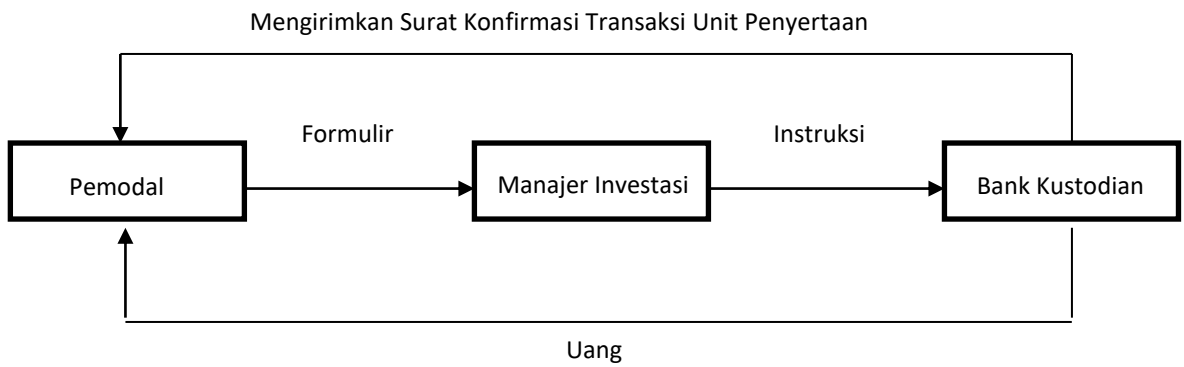 Mengirimkan Surat Konfirmasi Transaksi Unit Penyertaan
Formulir
Instruksi
Pemodal
Manajer Investasi
Bank Kustodian
Uang